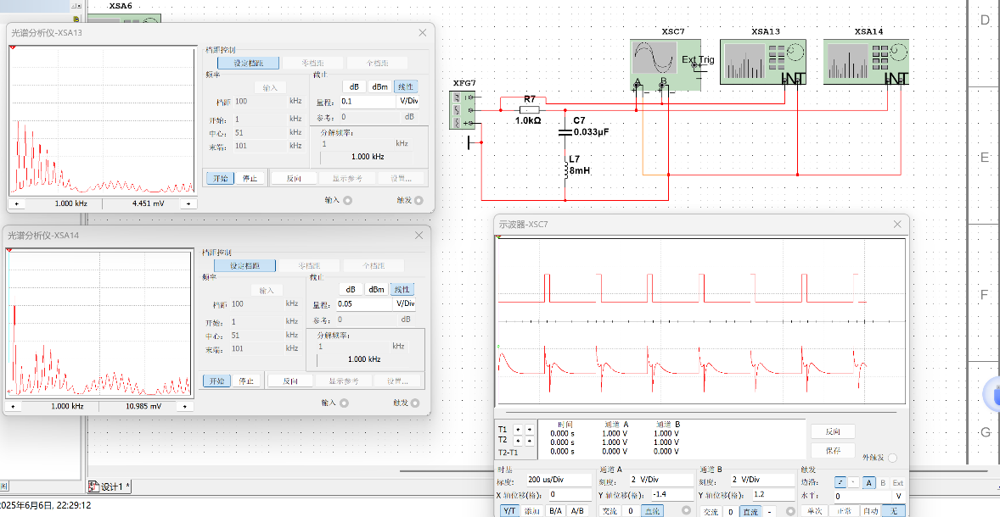 XSA6
光谱分析仪-XSA13
档距控制
设定档距 零档距 全档距
频率 截止
输入 dB dBm 线性
档距 100 kHz 量程: 0.1 V/Div
开始: 1 kHz 参考: 0 dB
中心: 51 kHz 分解频率:
末端: 101 kHz 1 kHz
1.000 kHz
开始 停止 反向 显示参考 设置...
1.000 kHz 4.451 mV 输入 触发
光谱分析仪-XSA14
档距控制
设定档距 零档距 全档距
频率 截止
输入 dB dBm 线性
档距 100 kHz 量程: 0.05 V/Div
开始: 1 kHz 参考: 0 dB
中心: 51 kHz 分解频率:
末端: 101 kHz 1 kHz
1.000 kHz
开始 停止 反向 显示参考 设置...
1.000 kHz 10.985 mV 输入 触发
XSC7 XSA13 XSA14
Ext Trig
A B
IN T IN T
XFG7
R7
1.0kΩ
C7
0.033µF
L7
8mH
D
E
F
G
示波器-XSC7
时间 通道 A 通道 B
T1 0.000 s 1.000 V 1.000 V
T2 0.000 s 1.000 V 1.000 V
T2-T1 0.000 s 0.000 V 0.000 V
反向
保存
外触发
时基 通道 A 通道 B 触发
标度: 200 us/Div 刻度: 2 V/Div 刻度: 2 V/Div 边沿: A B Ext
X 轴位移(格): 0 Y 轴位移(格): -1.4 Y 轴位移(格): 1.2 水平: 0 V
Y/T 添加 B/A A/B 交流 0 直流 交流 0 直流 - 单次 正常 自动 无
图
设计1 *
2025年6月6日, 22:29:12